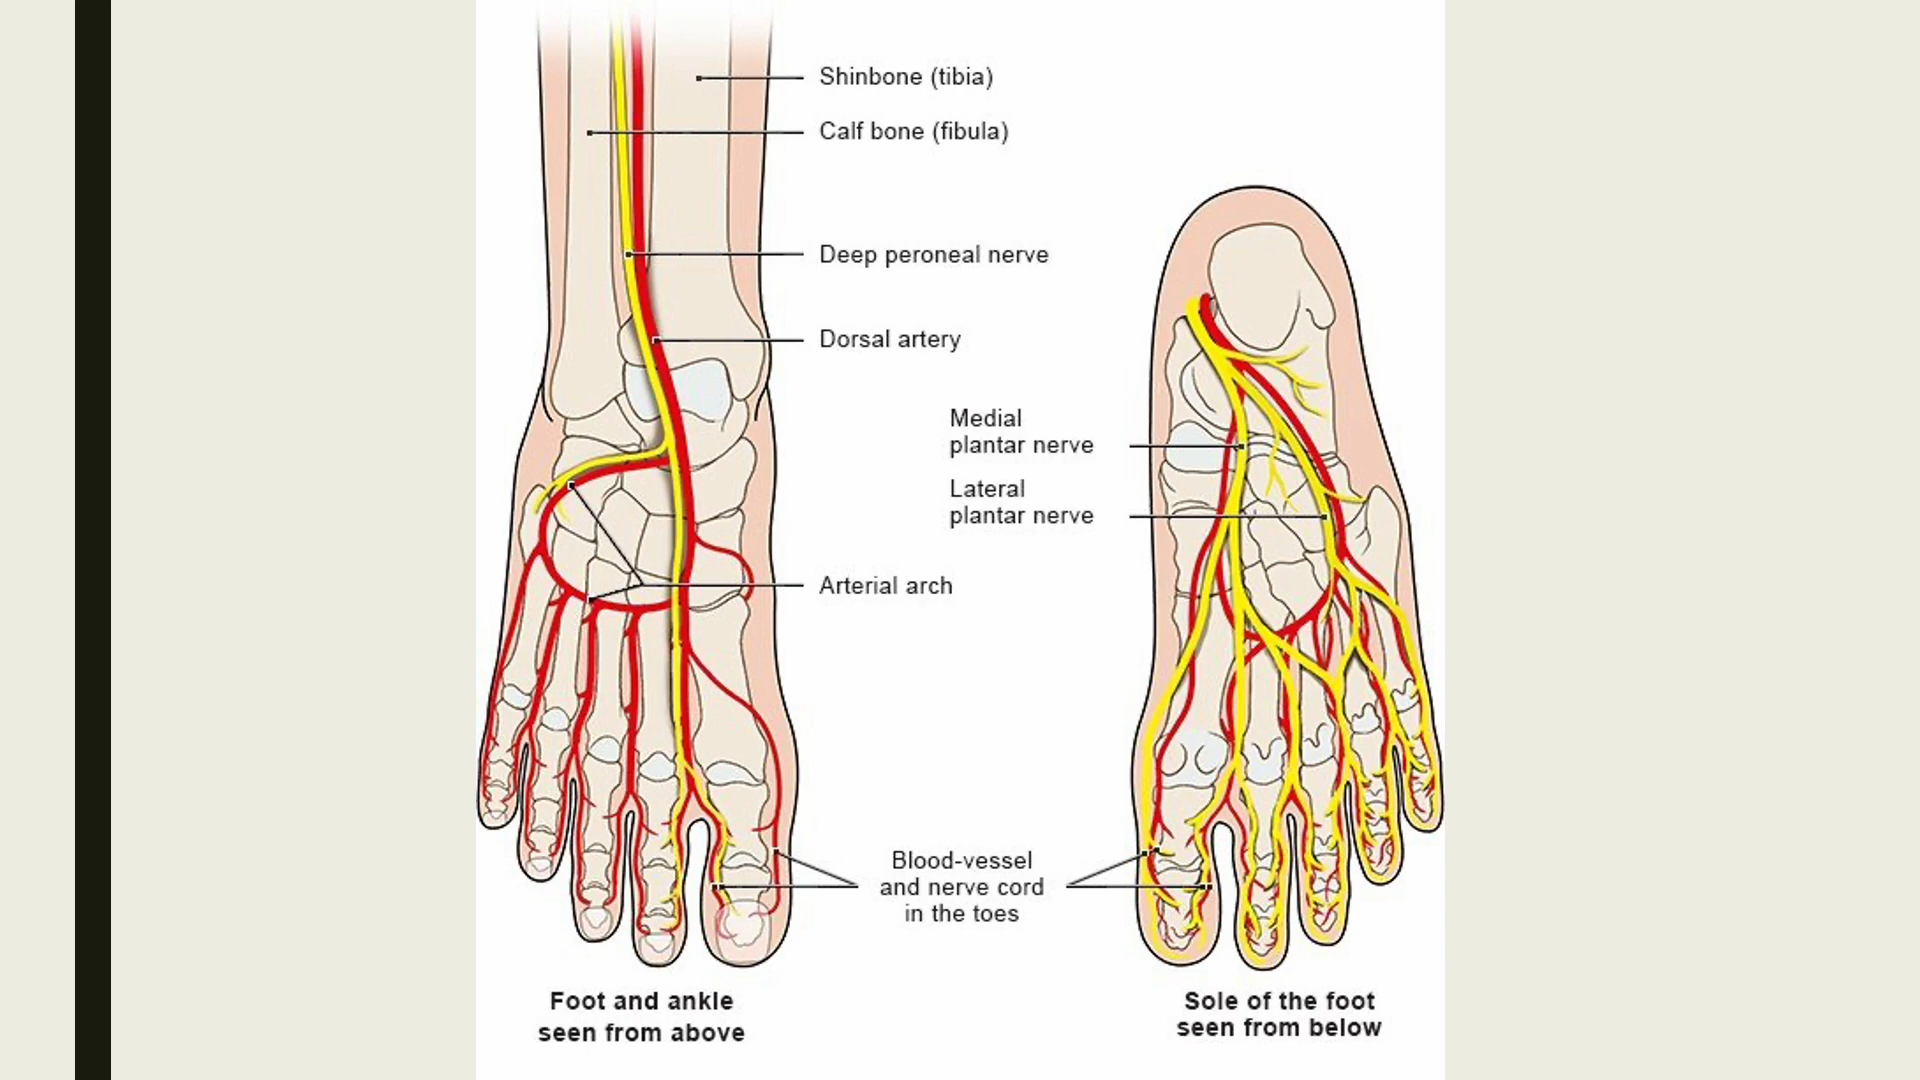 Shinbone (tibia)
Calf bone (fibula)
Deep peroneal nerve
Dorsal artery
Medial
plantar nerve
Lateral
plantar nerve
Arterial arch
Blood-vessel
and nerve cord
in the toes
Foot and ankle
seen from above
Sole of the foot
seen from below